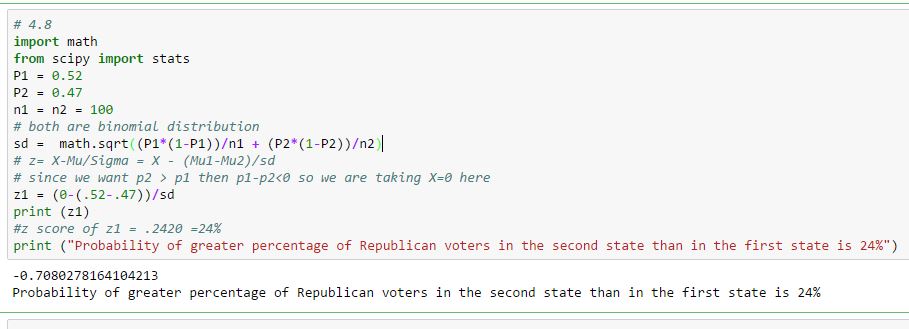 # 4.8
import math
from scipy import stats
P1 = 0.52
P2 = 0.47
n1 = n2 = 100
# both are binomial distribution
sd =  math.sqrt((P1*(1-P1))/n1 + (P2*(1-P2))/n2)
# z= X-Mu/Sigma = X - (Mu1-Mu2)/sd
# since we want p2 > p1 then p1-p2<0 so we are taking X=0 here
z1 = (0-(.52-.47))/sd
print (z1)
#z score of z1 = .2420 =24%
print ("Probability of greater percentage of Republican voters in the second state than in the first state is 24%")
-0.7080278164104213
Probability of greater percentage of Republican voters in the second state than in the first state is 24%